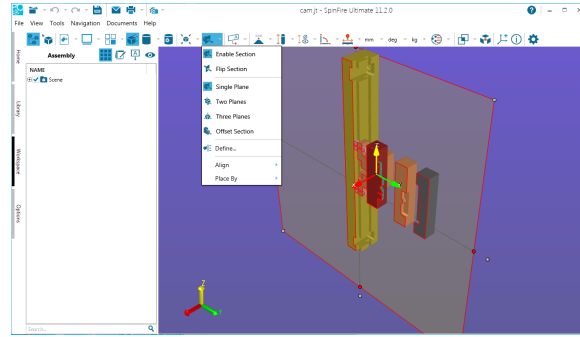 cam.jt - SpinFire Ultimate 11.2.0
File View Tools Navigation Documents Help
mm deg kg
Home
Library
Workspace
Options
Assembly
NAME
Scene
Search...
Enable Section
Flip Section
Single Plane
Two Planes
Three Planes
Offset Section
Define...
Align
Place By
Z
Z
Y